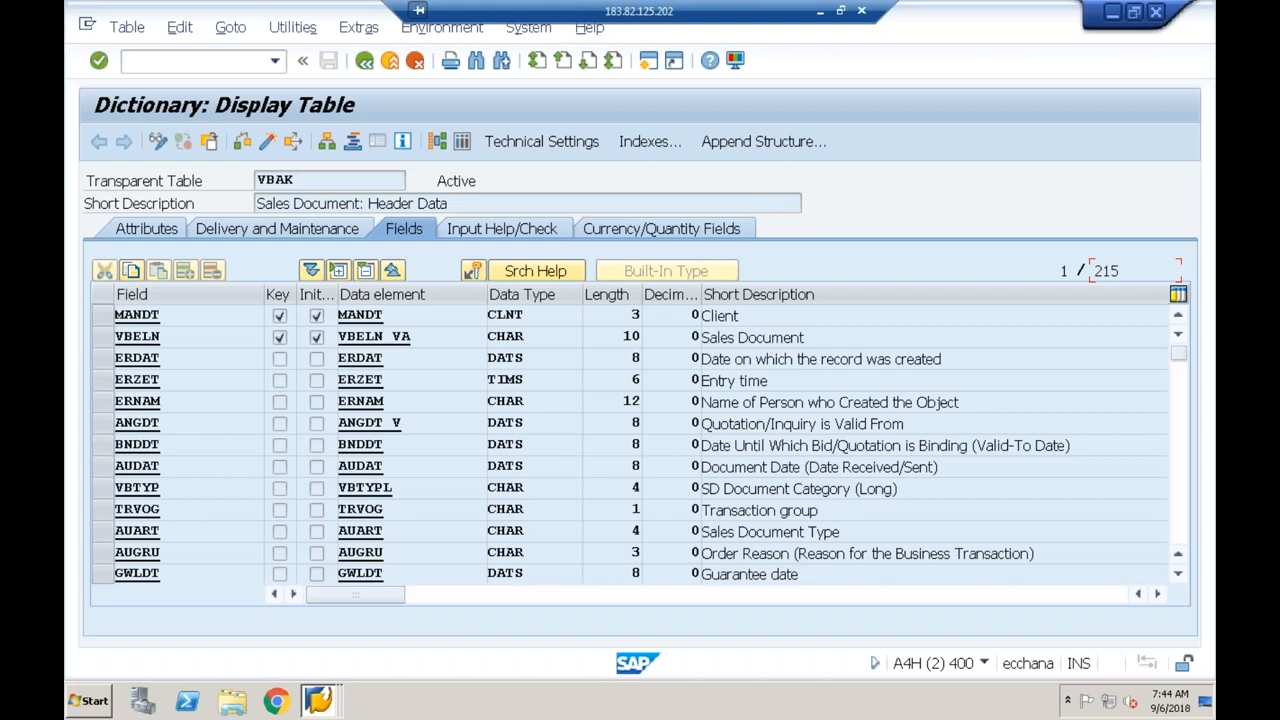 183.82.125.202
Table Edit Goto Utilities Extras Environment System Help
Dictionary: Display Table
Technical Settings Indexes... Append Structure...
Transparent Table VBAK Active
Short Description Sales Document: Header Data
Attributes Delivery and Maintenance Fields Input Help/Check Currency/Quantity Fields
Srch Help Built-In Type 1 / 215
Field Key Init... Data element Data Type Length Decim... Short Description
MANDT MANDT CLNT 3 0 Client
VBELN VBELN VA CHAR 10 0 Sales Document
ERDAT ERDAT DATS 8 0 Date on which the record was created
ERZET ERZET TIMS 6 0 Entry time
ERNAM ERNAM CHAR 12 0 Name of Person who Created the Object
ANGDT ANGDT V DATS 8 0 Quotation/Inquiry is Valid From
BNDDT BNDDT DATS 8 0 Date Until Which Bid/Quotation is Binding (Valid-To Date)
AUDAT AUDAT DATS 8 0 Document Date (Date Received/Sent)
VBTYP VBTYPL CHAR 4 0 SD Document Category (Long)
TRVOG TRVOG CHAR 1 0 Transaction group
AUART AUART CHAR 4 0 Sales Document Type
AUGRU AUGRU CHAR 3 0 Order Reason (Reason for the Business Transaction)
GWLDT GWLDT DATS 8 0 Guarantee date
SAP A4H (2) 400 ecchana INS
Start 7:44 AM
9/6/2018